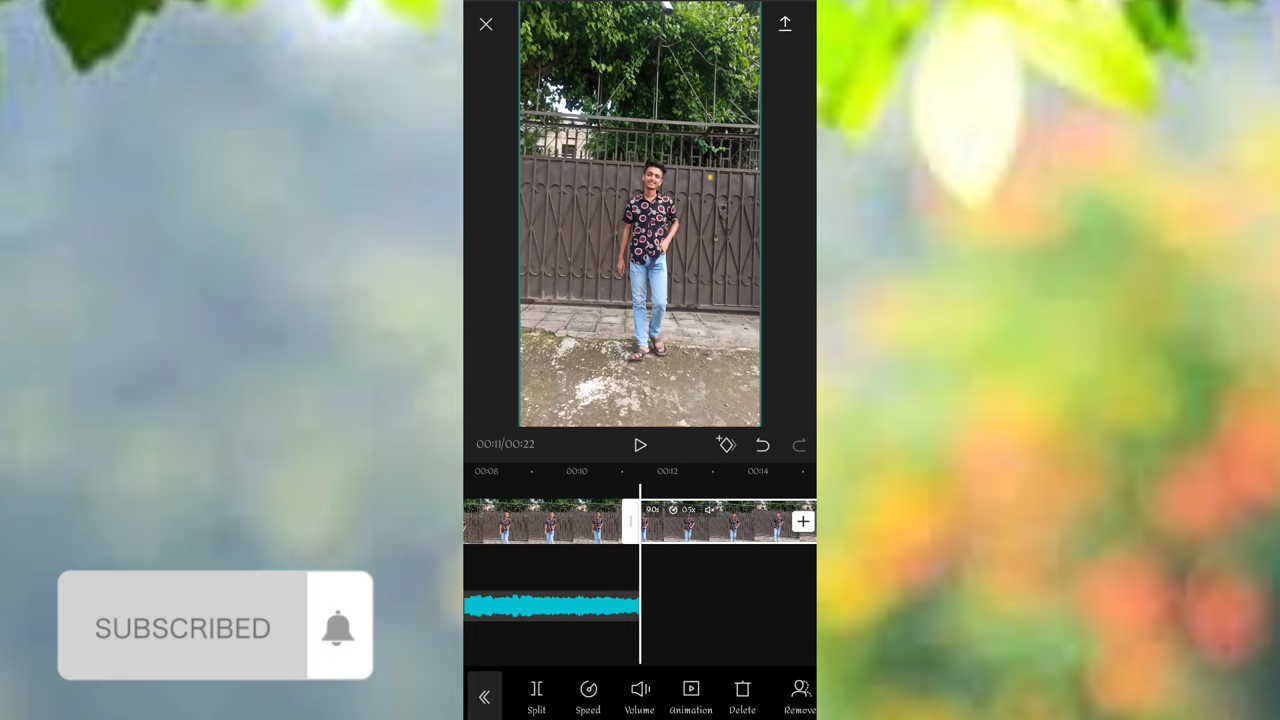 00:11/00:22
00:08
00:10
00:12
00:14
9.0s
0.5x
SUBSCRIBED
Split
Speed
Volume
Animation
Delete
Remove